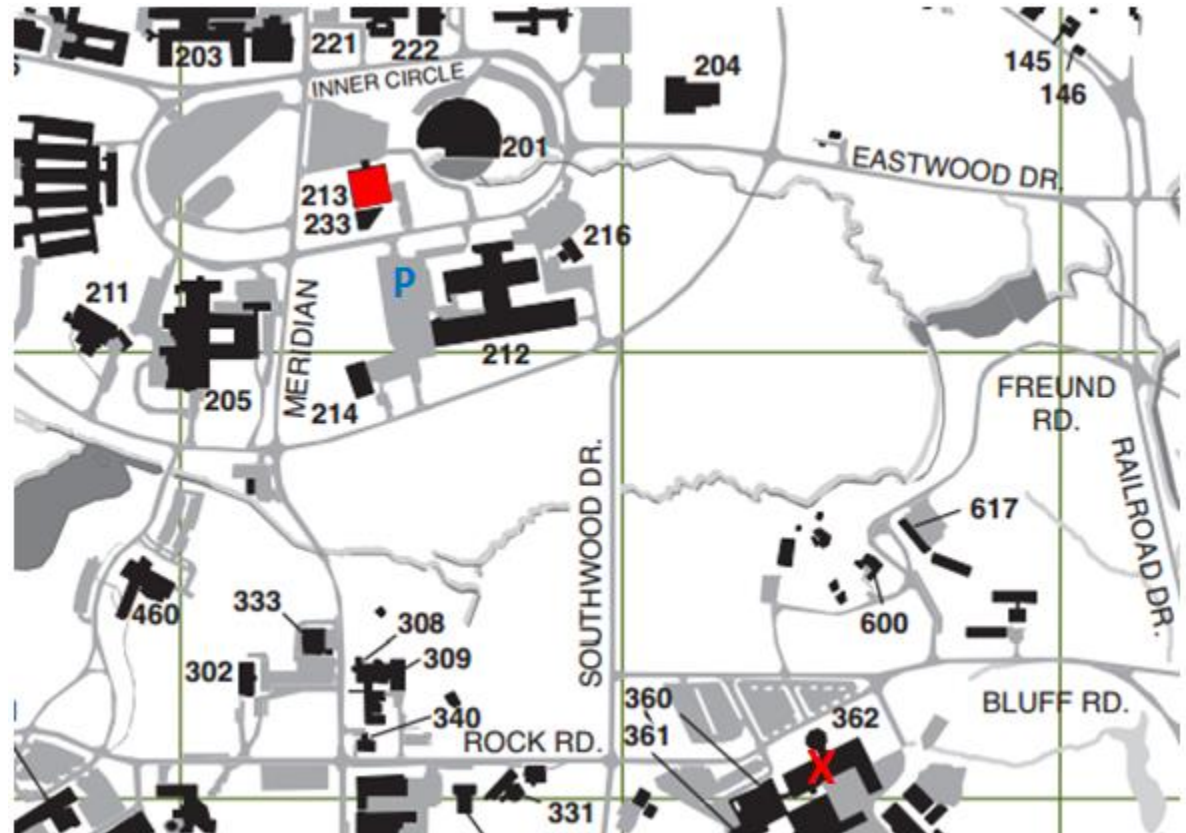 203
221
222
204
145
146
INNER CIRCLE
201
EASTWOOD DR.
213
233
216
P
211
MERIDIAN
212
205
214
FREUND
RD.
SOUTHWOOD DR.
RAILROAD DR.
617
460
333
308
600
302
309
360
362
BLUFF RD.
340
361
ROCK RD.
X
331